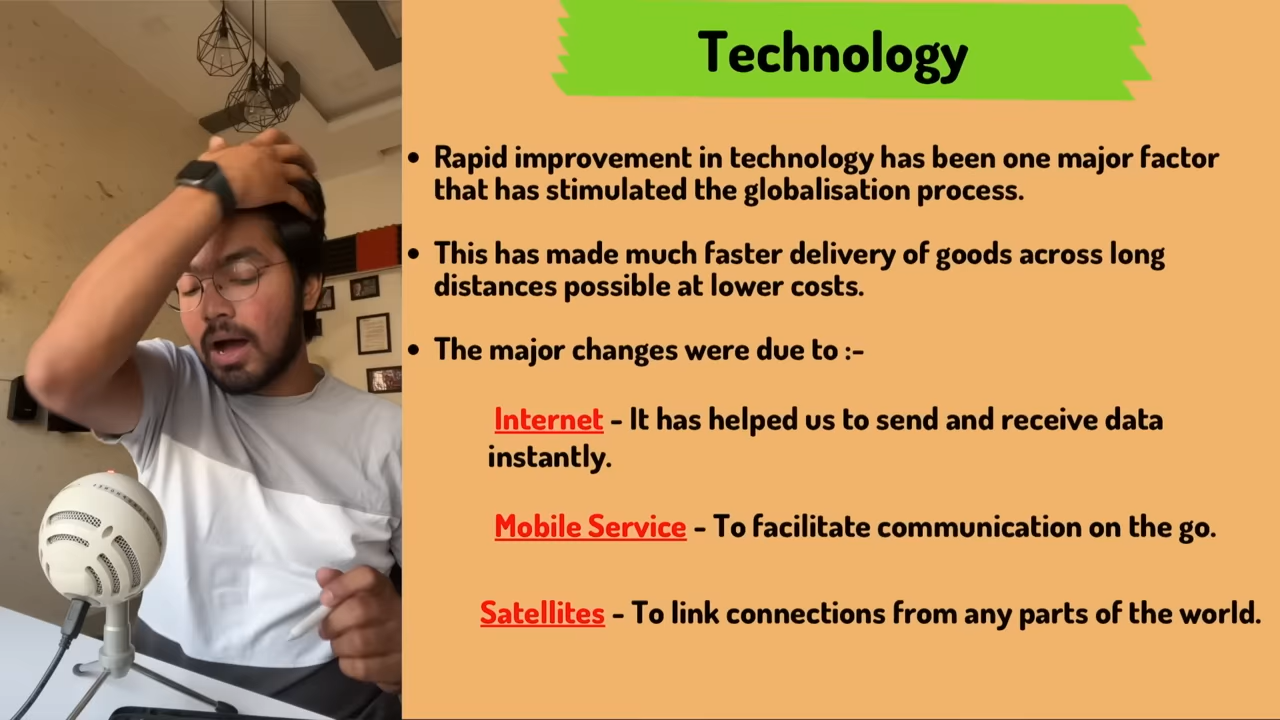 Technology
• Rapid improvement in technology has been one major factor
that has stimulated the globalisation process.
• This has made much faster delivery of goods across long
distances possible at lower costs.
• The major changes were due to :-
Internet - It has helped us to send and receive data
instantly.
Mobile Service - To facilitate communication on the go.
Satellites - To link connections from any parts of the world.